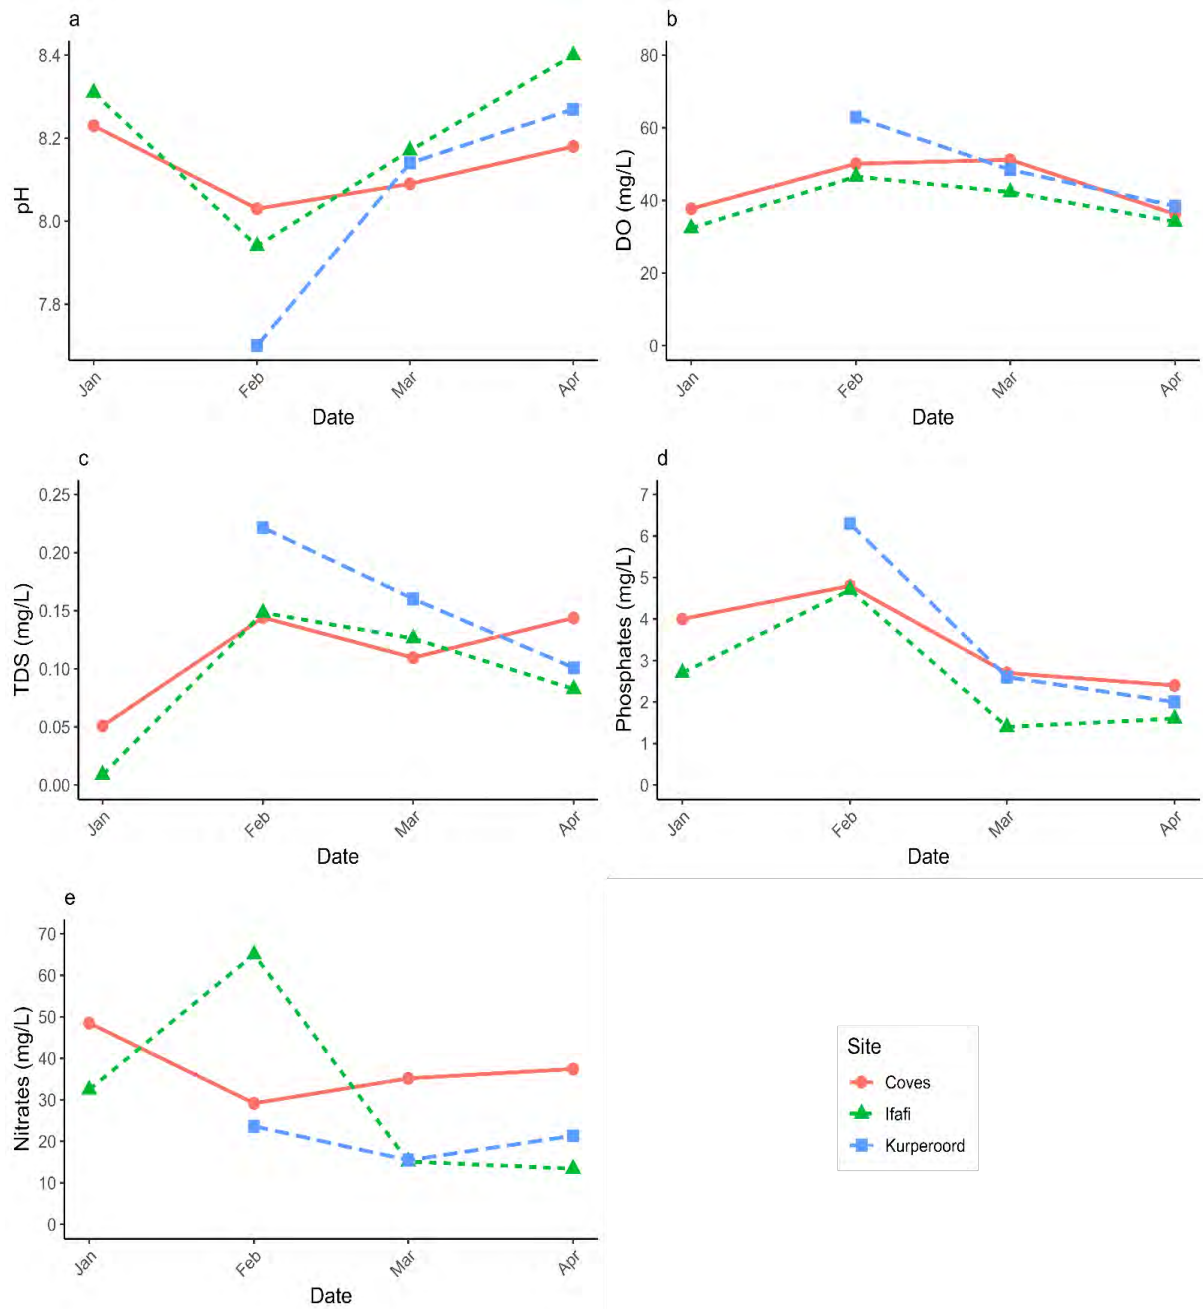 a
8.4
8.2
8.0
7.8
pH
Jan
Feb
Mar
Apr
Date
b
80
60
40
20
0
DO (mg/L)
Jan
Feb
Mar
Apr
Date
c
0.25
0.20
0.15
0.10
0.05
0.00
TDS (mg/L)
Jan
Feb
Mar
Apr
Date
d
7
6
5
4
3
2
1
0
Phosphates (mg/L)
Jan
Feb
Mar
Apr
Date
e
70
60
50
40
30
20
10
0
Nitrates (mg/L)
Jan
Feb
Mar
Apr
Date
Site
Coves
Ifafi
Kurperoord